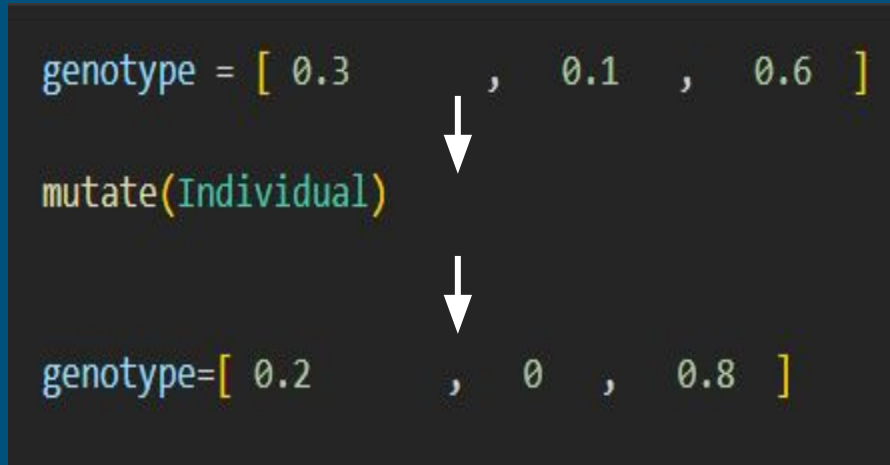 genotype = [ 0.3 , 0.1 , 0.6 ]
mutate(Individual)
genotype=[ 0.2 , 0 , 0.8 ]